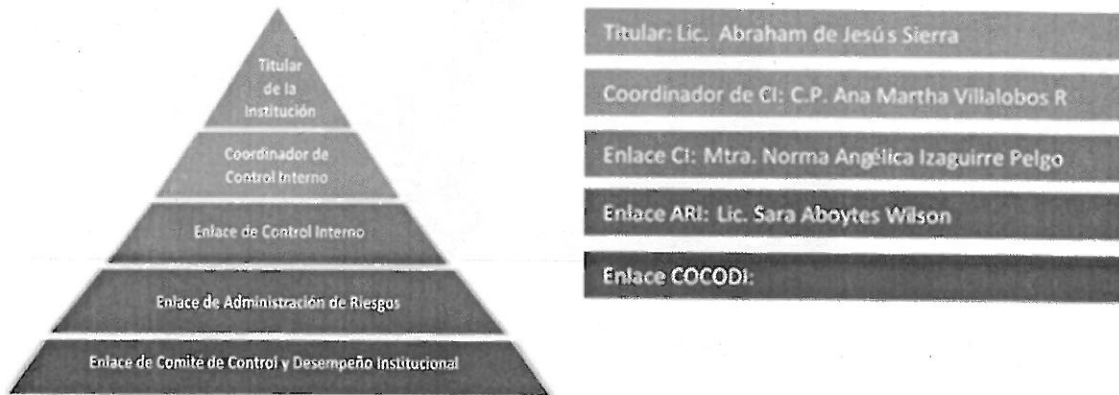 Titular
de la
Institución
Coordinador de
Control Interno
Enlace de Control Interno
Enlace de Administración de Riesgos
Enlace de Comité de Control y Desempeño Institucional
Titular: Lic. Abraham de Jesús Sierra
Coordinador de CI: C.P. Ana Martha Villalobos R
Enlace CI: Mtra. Norma Angélica Izaguirre Pelgo
Enlace ARI: Lic. Sara Aboytes Wilson
Enlace COCODI: